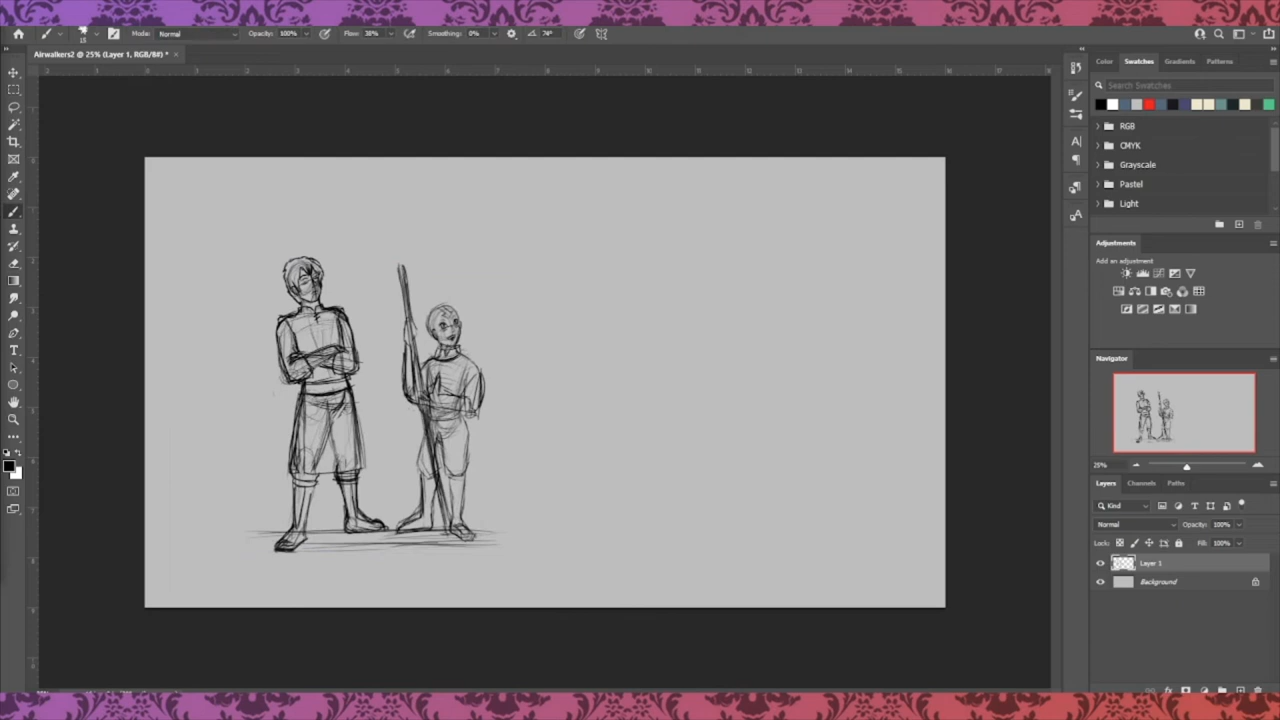 Mode: Normal Opacity: 100% Flow: 38% Smoothing: 0% 74°
Airwalkers2 @ 25% (Layer 1, RGB/8#) * ×
Color Swatches Gradients Patterns
Search Swatches
RGB
CMYK
Grayscale
Pastel
Light
Adjustments
Add an adjustment
Navigator
25%
Layers Channels Paths
Kind
Normal Opacity: 100%
Lock: Fill: 100%
Layer 1
Background